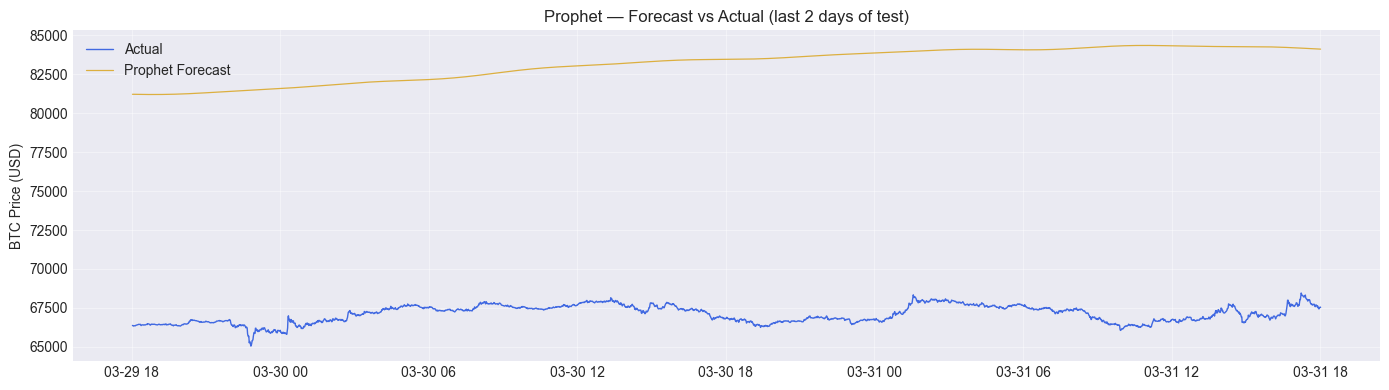 Prophet — Forecast vs Actual (last 2 days of test)
Actual
Prophet Forecast
BTC Price (USD)
85000
82500
80000
77500
75000
72500
70000
67500
65000
03-29 18 03-30 00 03-30 06 03-30 12 03-30 18 03-31 00 03-31 06 03-31 12 03-31 18